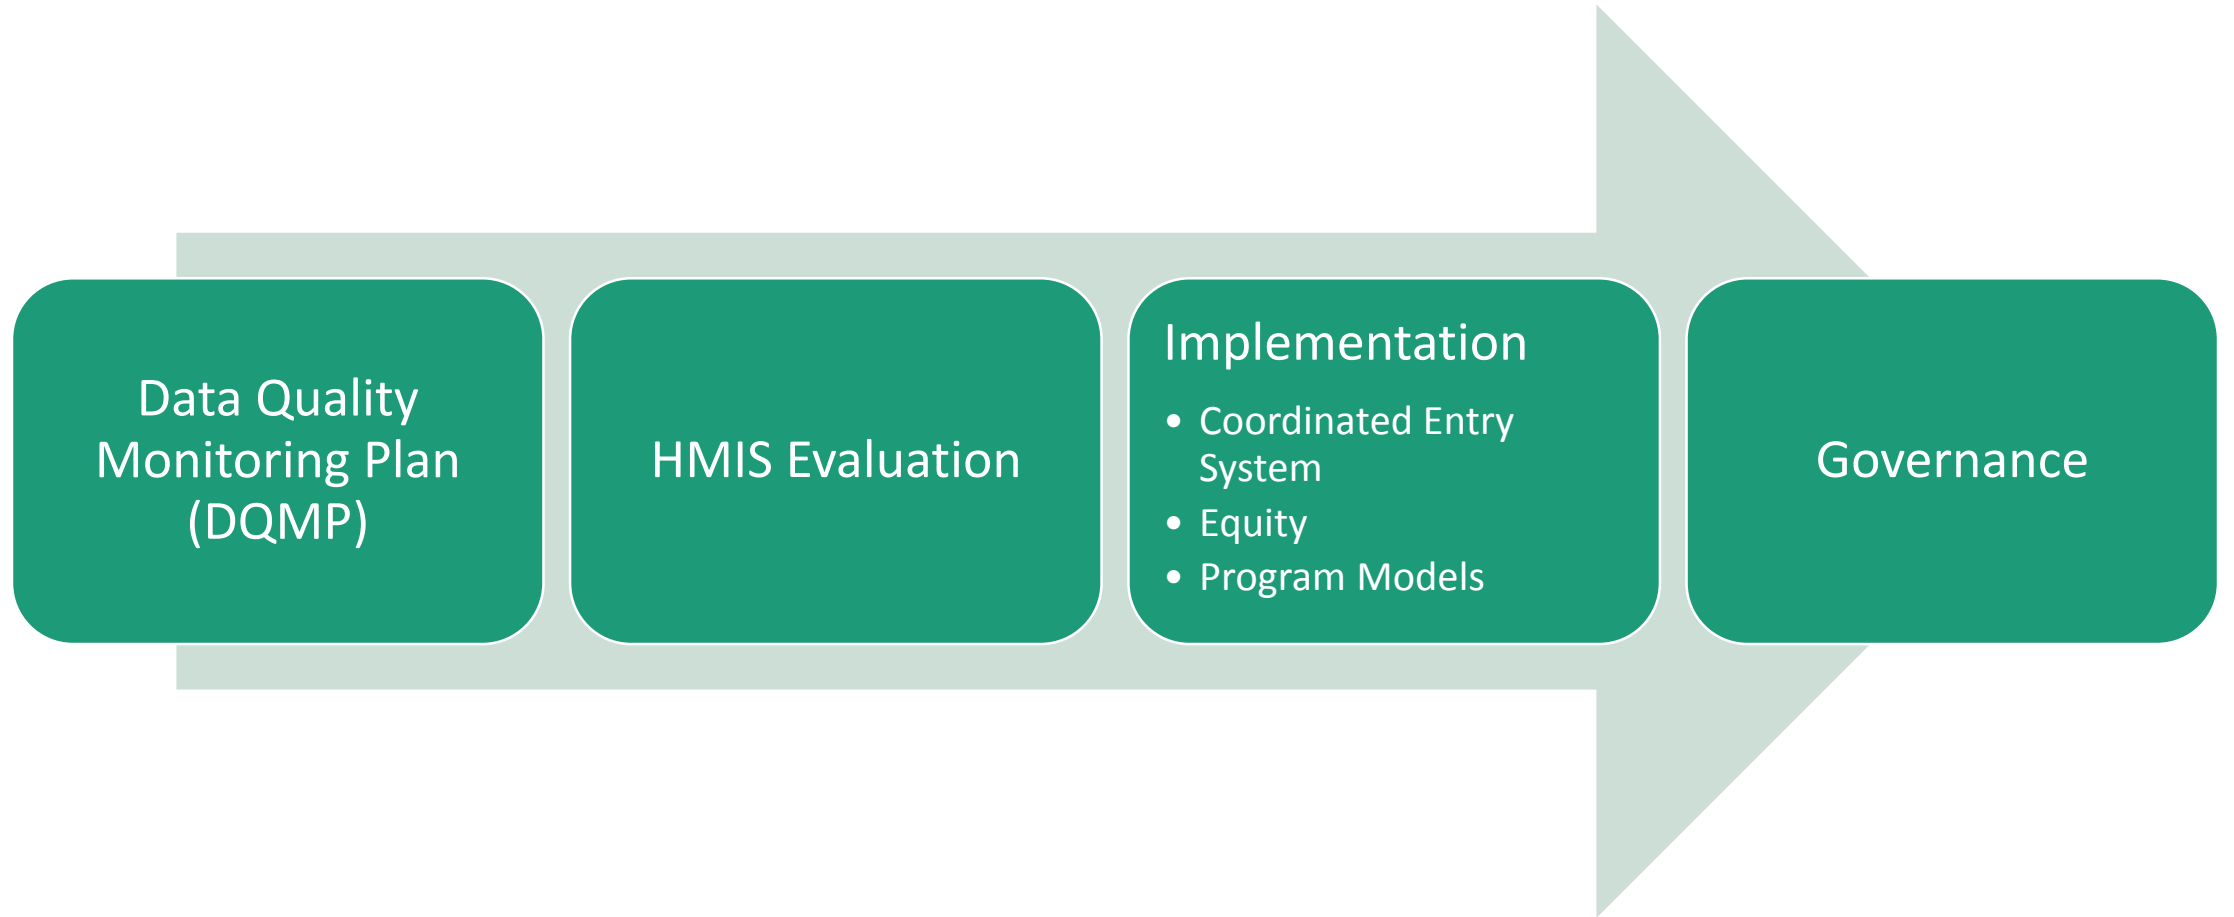 Data Quality
Monitoring Plan
(DQMP)
HMIS Evaluation
Implementation
• Coordinated Entry
System
• Equity
• Program Models
Governance